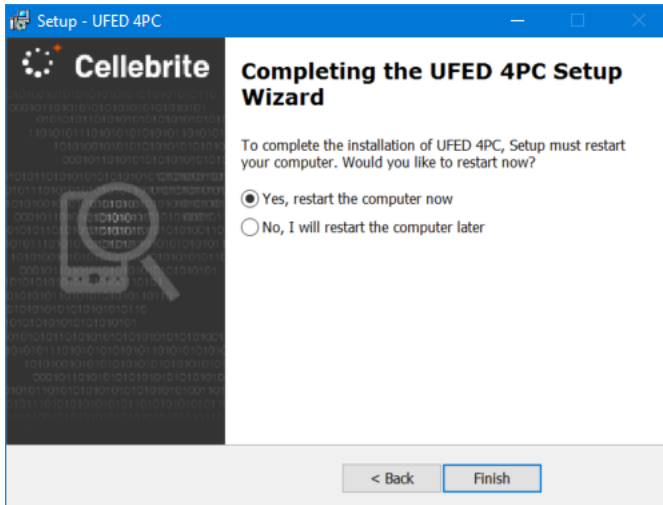 Setup - UFED 4PC
Cellebrite
Completing the UFED 4PC Setup
Wizard
To complete the installation of UFED 4PC, Setup must restart
your computer. Would you like to restart now?
Yes, restart the computer now
No, I will restart the computer later
< Back
Finish